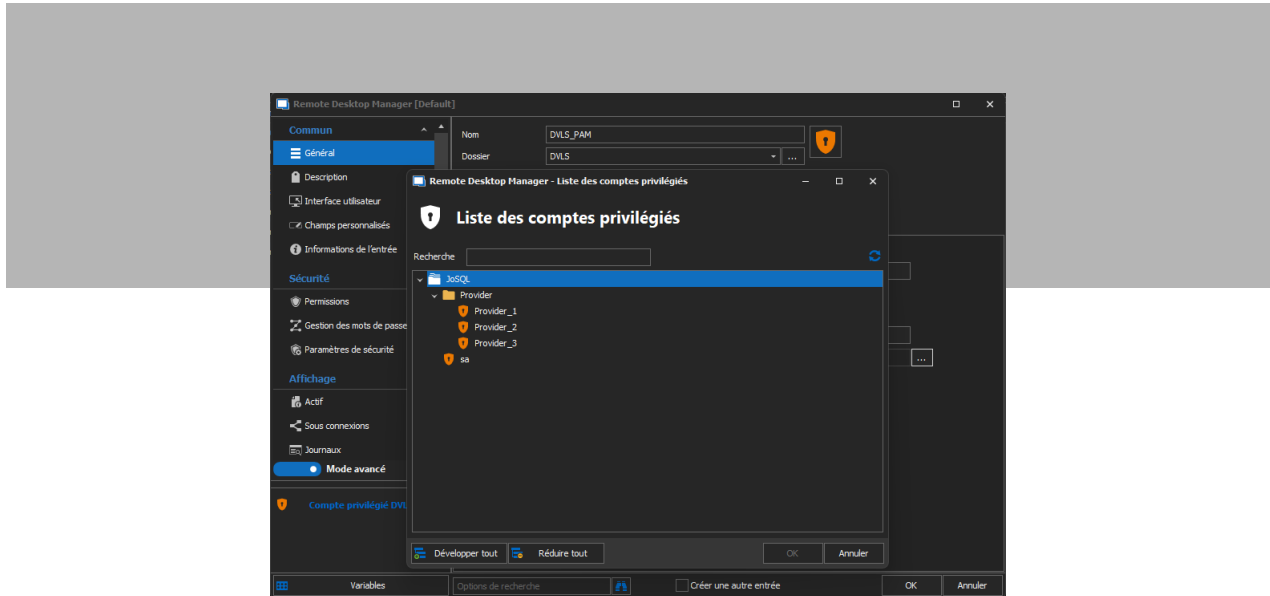 Remote Desktop Manager [Default]
Commun
Général
Description
Interface utilisateur
Champs personnalisés
Informations de l'entrée
Sécurité
Permissions
Gestion des mots de passe
Paramètres de sécurité
Affichage
Actif
Sous connexions
Journaux
Mode avancé
Compte privilégié DVL
Variables
Nom
DVLS_PAM
Dossier
DVLS
...
Remote Desktop Manager - Liste des comptes privilégiés
Liste des comptes privilégiés
Recherche
JoSQL
Provider
Provider_1
Provider_2
Provider_3
sa
...
Développer tout
Réduire tout
OK
Annuler
Options de recherche
Créer une autre entrée
OK
Annuler